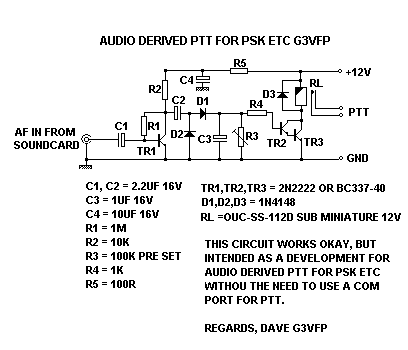 AUDIO DERIVED PTT FOR PSK ETC G3VFP
R5
+12V
C4
R2
C2
D1
D3
RL
R4
PTT
AF IN FROM
SOUNDCARD
C1
R1
D2
C3
R3
TR1
TR2
TR3
GND
C1, C2 = 2.2UF 16V
C3 = 1UF 16V
C4 = 10UF 16V
R1 = 1M
R2 = 10K
R3 = 100K PRE SET
R4 = 1K
R5 = 100R
TR1,TR2,TR3 = 2N2222 OR BC337-40
D1,D2,D3 = 1N4148
RL =OUC-SS-112D SUB MINIATURE 12V
THIS CIRCUIT WORKS OKAY, BUT
INTENDED AS A DEVELOPMENT FOR
AUDIO DERIVED PTT FOR PSK ETC
WITHOU THE NEED TO USE A COM
PORT FOR PTT.
REGARDS, DAVE G3VFP